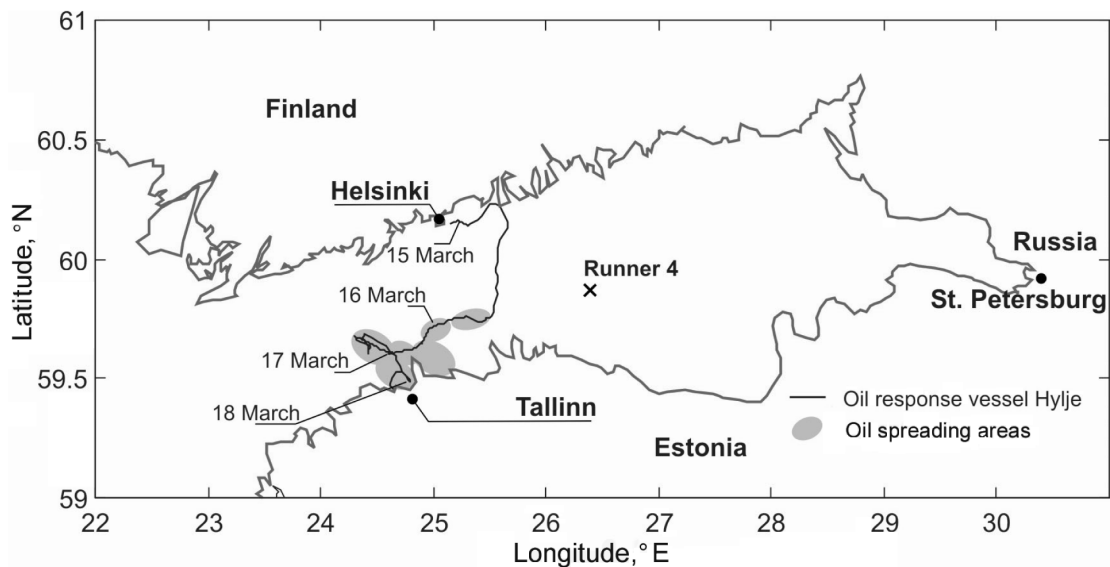 61
60.5
60
59.5
59
Latitude,°N
Finland
Helsinki
15 March
16 March
17 March
18 March
Runner 4
Russia
St. Petersburg
Tallinn
Estonia
Oil response vessel Hylje
Oil spreading areas
22 23 24 25 26 27 28 29 30
Longitude,°E